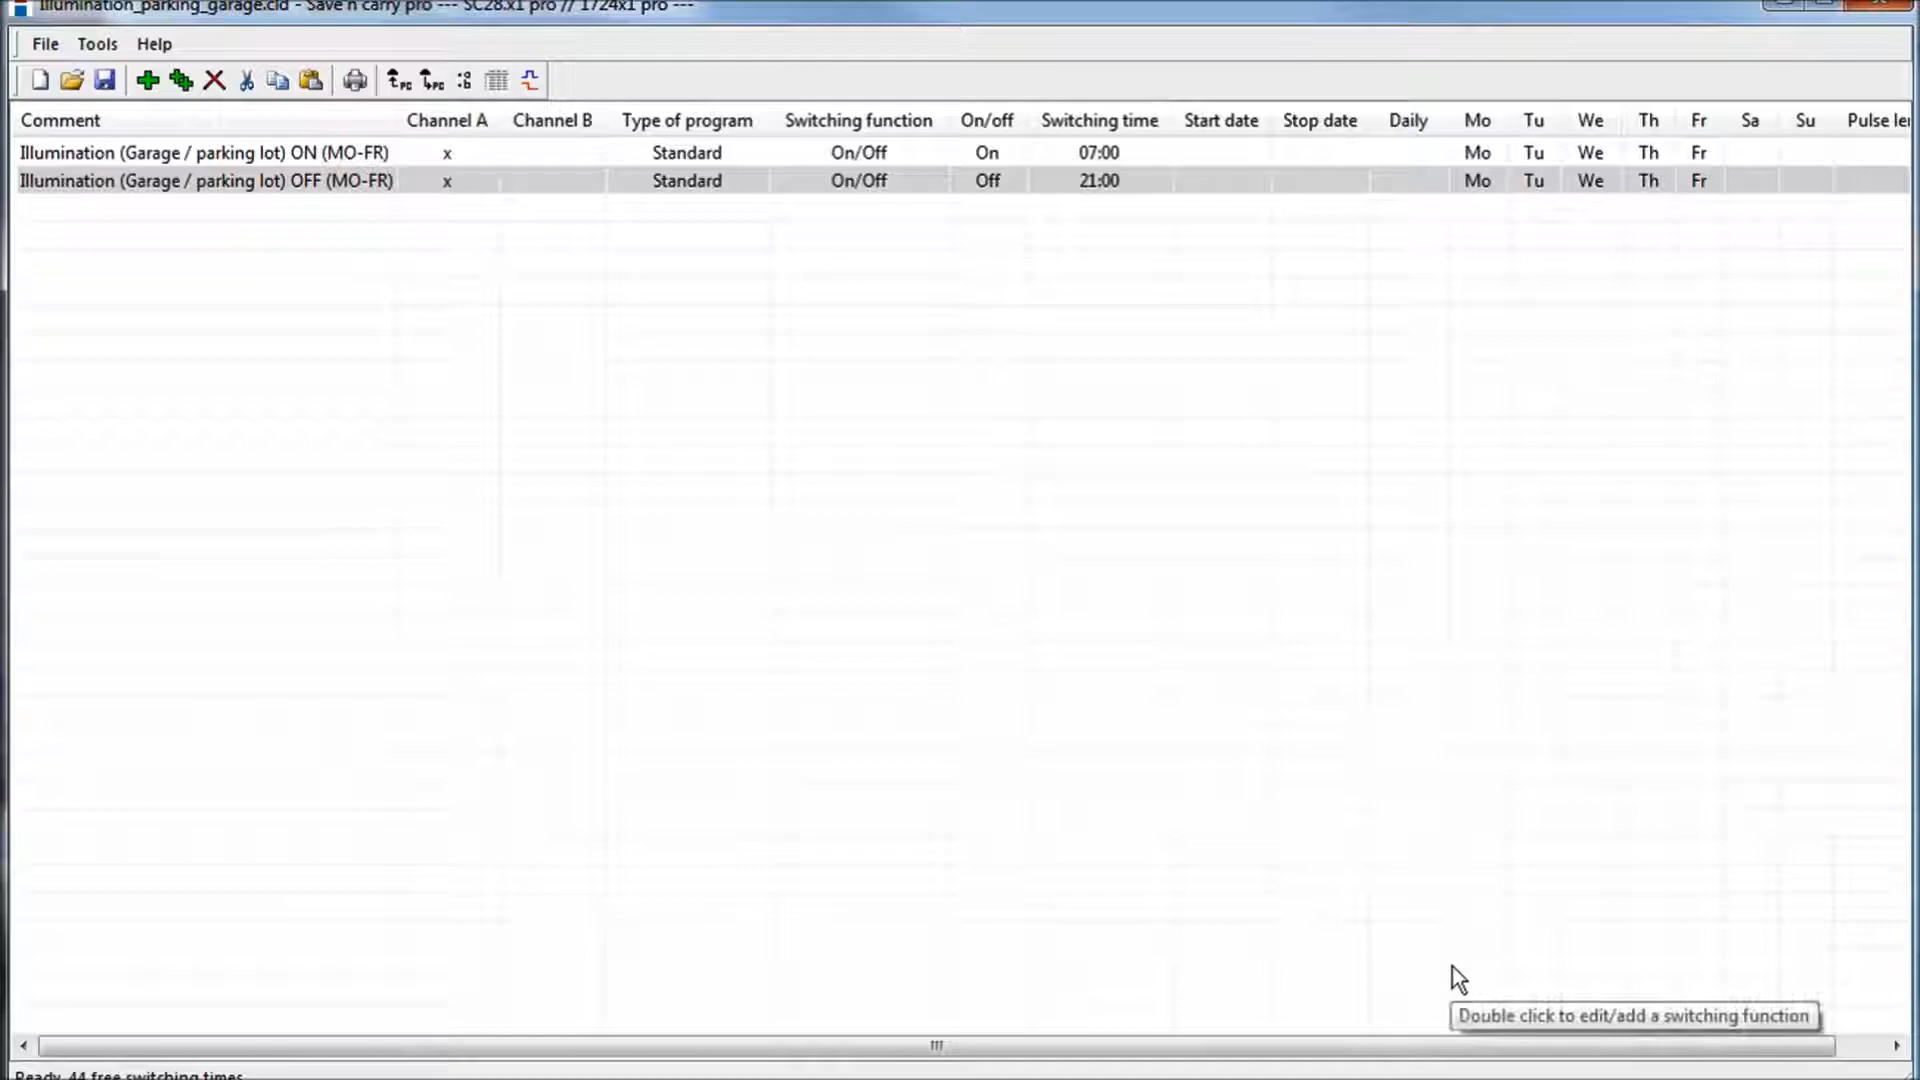 Illumination_parking_garage.cld - Save'n carry pro --- SC28.x1 pro // 1724x1 pro ---
File Tools Help
PC PC
Comment Channel A Channel B Type of program Switching function On/off Switching time Start date Stop date Daily Mo Tu We Th Fr Sa Su Pulse le
Illumination (Garage / parking lot) ON (MO-FR) x Standard On/Off On 07:00 Mo Tu We Th Fr
Illumination (Garage / parking lot) OFF (MO-FR) x Standard On/Off Off 21:00 Mo Tu We Th Fr
Double click to edit/add a switching function
Ready, 44 free switching times